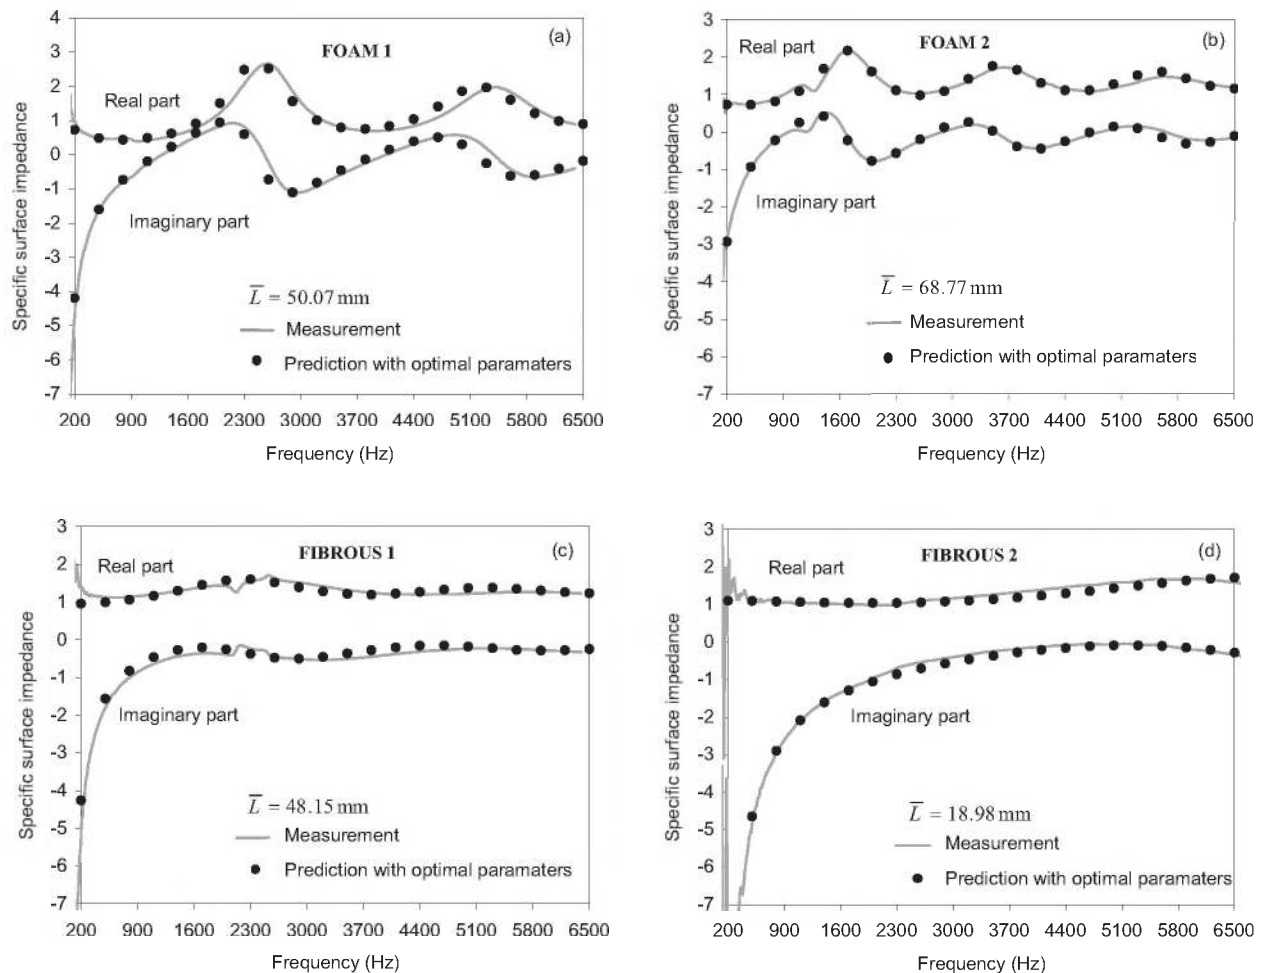 4
3
2
1
0
-1
-2
-3
-4
-5
-6
-7
Specific surface impedance
FOAM 1
(a)
Real part
Imaginary part
L = 50.07 mm
Measurement
Prediction with optimal paramaters
200 900 1600 2300 3000 3700 4400 5100 5800 6500
Frequency (Hz)
3
2
1
0
-1
-2
-3
-4
-5
-6
-7
Specific surface impedance
FOAM 2
(b)
Real part
Imaginary part
L = 68.77 mm
Measurement
Prediction with optimal paramaters
200 900 1600 2300 3000 3700 4400 5100 5800 6500
Frequency (Hz)
3
2
1
0
-1
-2
-4
-5
-6
-7
Specific surface impedance
FIBROUS 1
(c)
Real part
Imaginary part
L = 48.15 mm
Measurement
Prediction with optimal paramaters
200 900 1600 2300 3000 3700 4400 5100 5800 6500
Frequency (Hz)
3
2
1
0
-1
-2
-3
-4
-5
-6
-7
Specific surface impedance
FIBROUS 2
(d)
Real part
Imaginary part
L = 18.98 mm
Measurement
Prediction with optimal paramaters
200 900 1600 2300 3000 3700 4400 5100 5800 6500
Frequency (Hz)